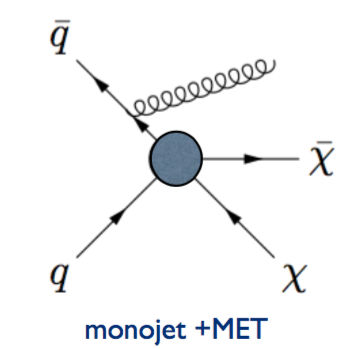 q̄
χ̄
q
χ
monojet +MET